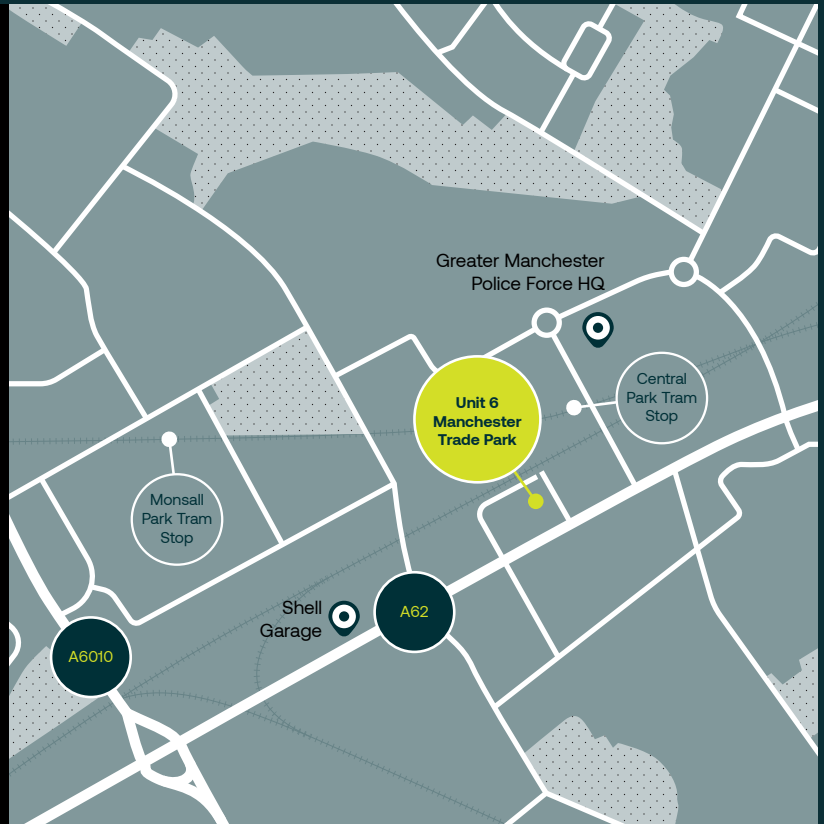 Greater Manchester
Police Force HQ
Central
Park Tram
Stop
Unit 6
Manchester
Trade Park
Monsall
Park Tram
Stop
Shell
Garage
A62
A6010